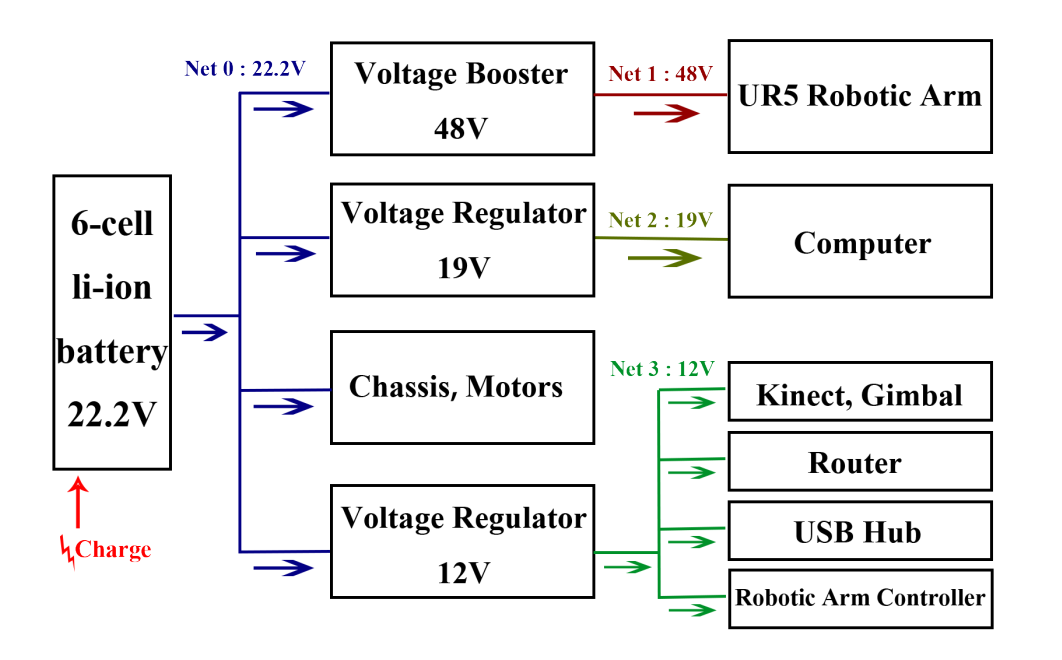 Net 0 : 22.2V
Voltage Booster
48V
Net 1 : 48V
UR5 Robotic Arm
6-cell
li-ion
battery
22.2V
Voltage Regulator
19V
Net 2 : 19V
Computer
Chassis, Motors
Net 3 : 12V
Kinect, Gimbal
Router
Voltage Regulator
12V
USB Hub
Robotic Arm Controller
Charge